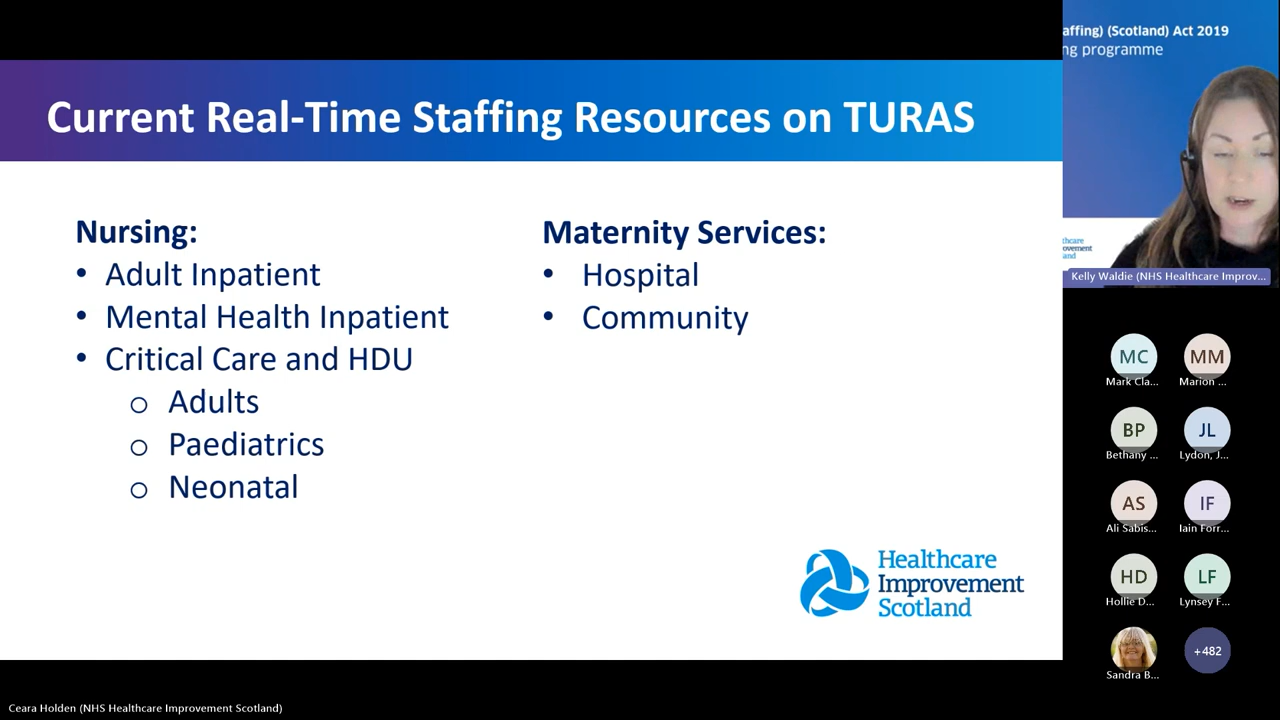 Current Real-Time Staffing Resources on TURAS
Nursing:
• Adult Inpatient
• Mental Health Inpatient
• Critical Care and HDU
o Adults
o Paediatrics
o Neonatal
Maternity Services:
• Hospital
• Community
Healthcare
Improvement
Scotland
affing) (Scotland) Act 2019
ng programme
thcare
ovement
and
Kelly Waldie (NHS Healthcare Improv...
MC
Mark Cla...
MM
Marion ...
BP
Bethany ...
JL
Lydon, J...
AS
Ali Sabis...
IF
Iain Forr...
HD
Hollie D...
LF
Lynsey F...
Sandra B...
+482
Ceara Holden (NHS Healthcare Improvement Scotland)